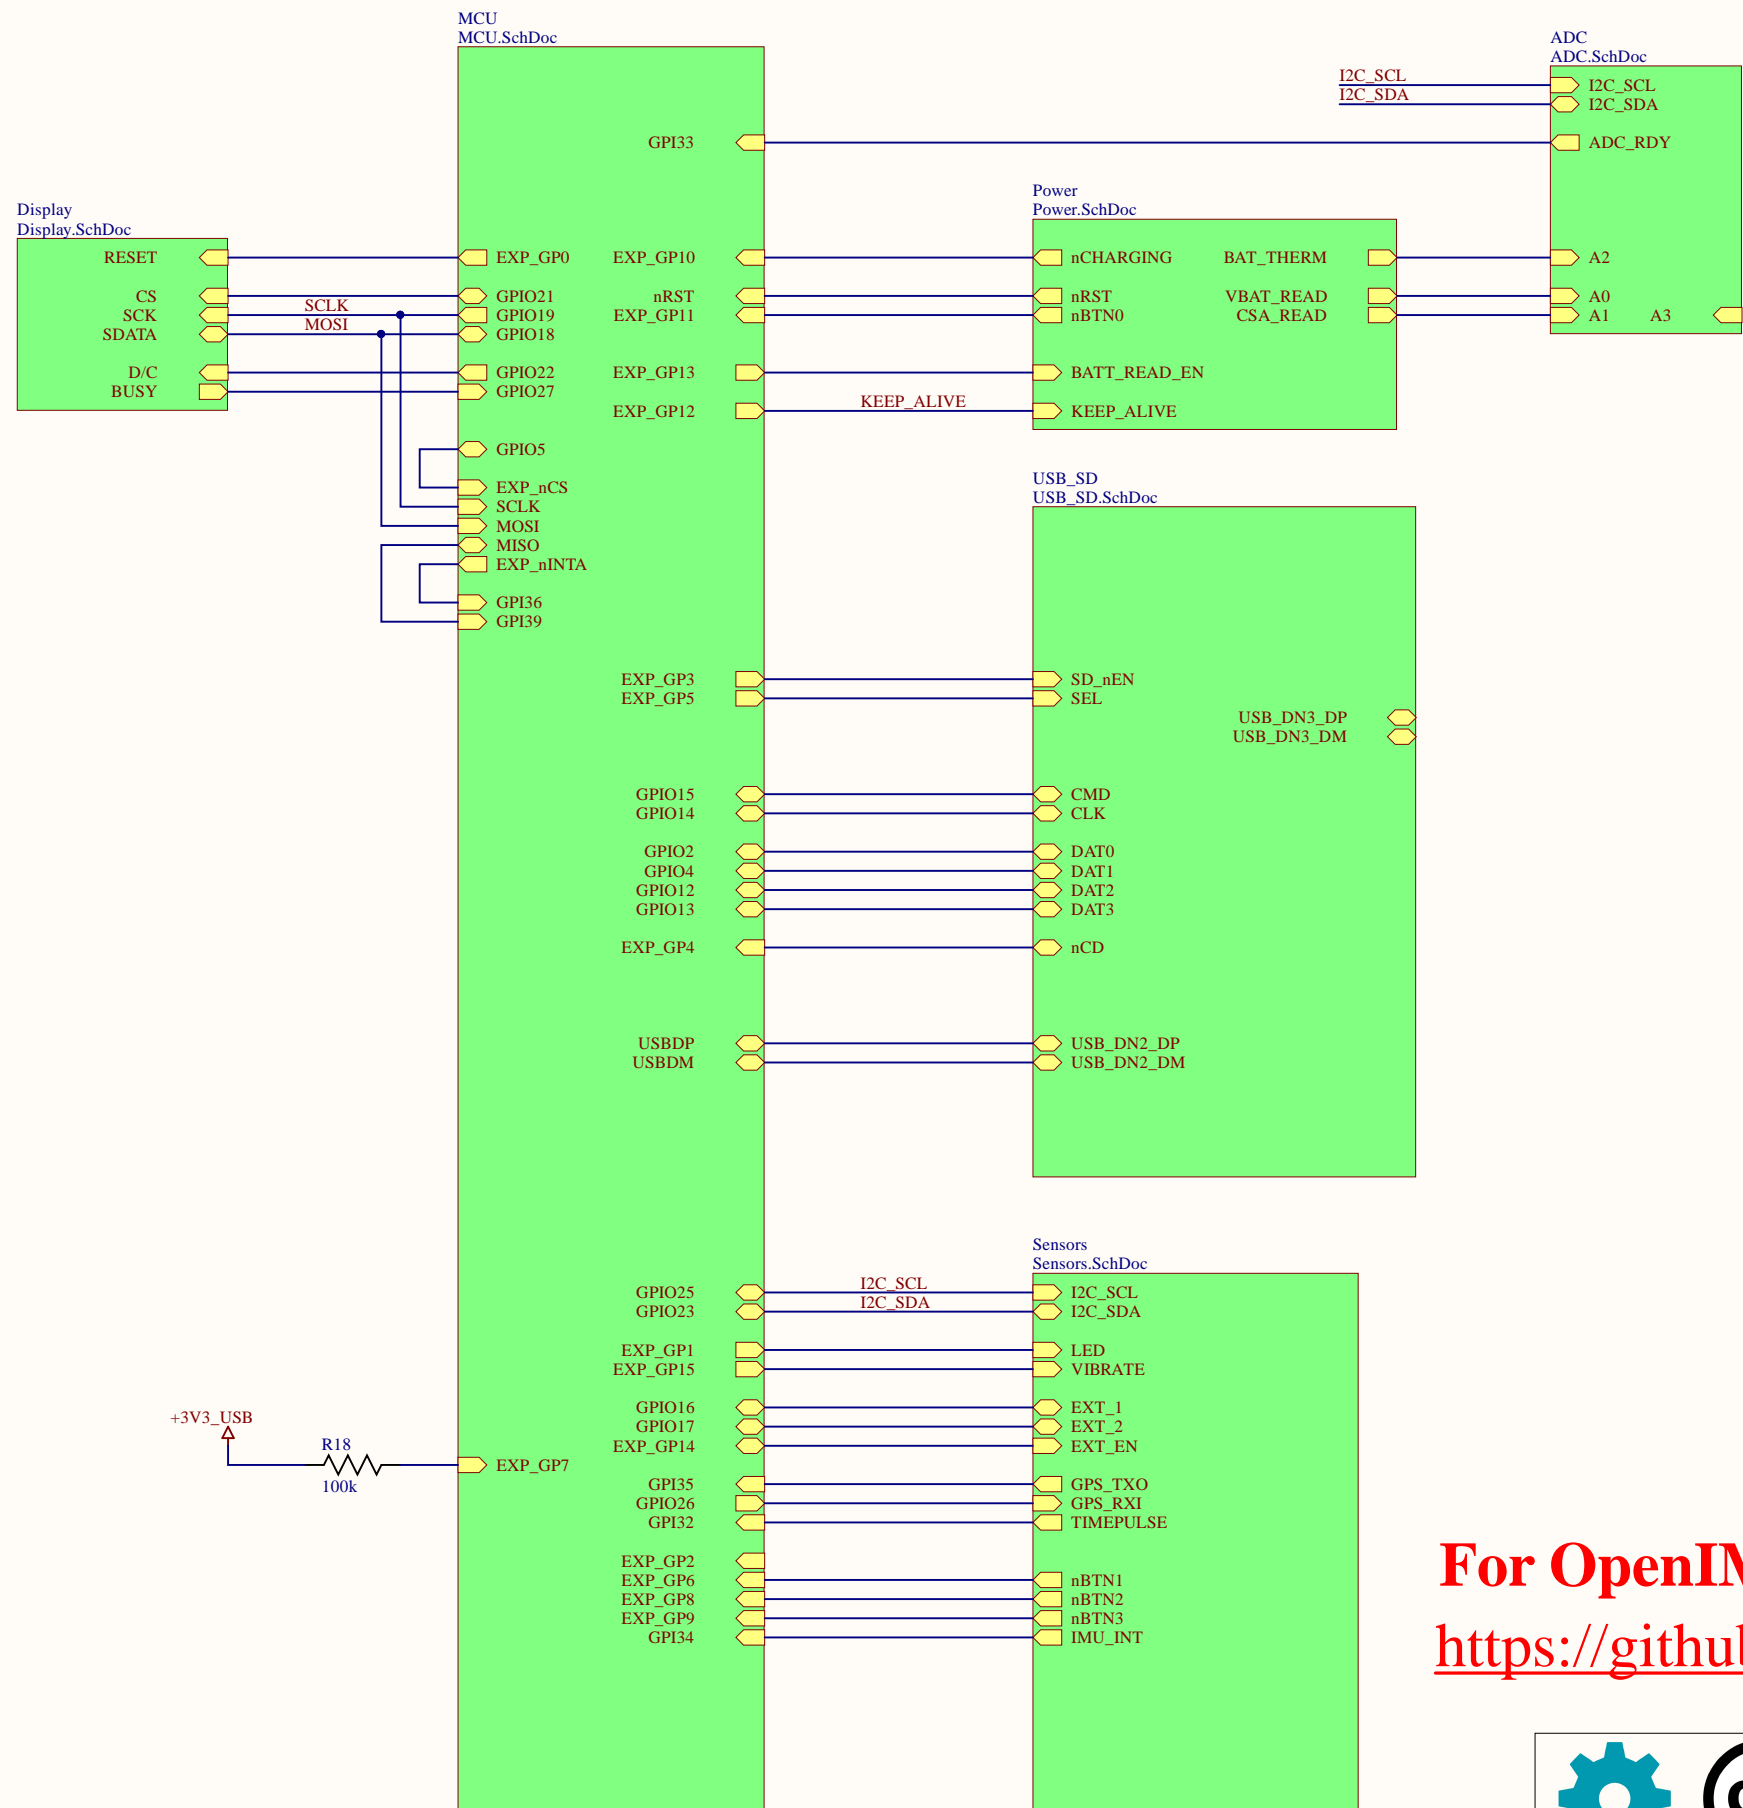 MCU
MCU.SchDoc
GPI33
EXP_GP0
EXP_GP10
GPIO21
nRST
GPIO19
EXP_GP11
GPIO18
GPIO22
EXP_GP13
GPIO27
EXP_GP12
GPIO5
EXP_nCS
SCLK
MOSI
MISO
EXP_nINTA
GPI36
GPI39
EXP_GP3
EXP_GP5
GPIO15
GPIO14
GPIO2
GPIO4
GPIO12
GPIO13
EXP_GP4
USBDP
USBDM
GPIO25
GPIO23
EXP_GP1
EXP_GP15
GPIO16
GPIO17
EXP_GP14
EXP_GP7
GPI35
GPIO26
GPI32
EXP_GP2
EXP_GP6
EXP_GP8
EXP_GP9
GPI34
Display
Display.SchDoc
RESET
CS
SCK
SDATA
D/C
BUSY
SCLK
MOSI
+3V3_USB
R18
100k
ADC
ADC.SchDoc
I2C_SCL
I2C_SDA
I2C_SCL
I2C_SDA
ADC_RDY
A2
A0
A1
A3
Power
Power.SchDoc
nCHARGING
BAT_THERM
nRST
VBAT_READ
nBTN0
CSA_READ
BATT_READ_EN
KEEP_ALIVE
KEEP_ALIVE
USB_SD
USB_SD.SchDoc
SD_nEN
SEL
USB_DN3_DP
USB_DN3_DM
CMD
CLK
DAT0
DAT1
DAT2
DAT3
nCD
USB_DN2_DP
USB_DN2_DM
Sensors
Sensors.SchDoc
I2C_SCL
I2C_SDA
I2C_SCL
I2C_SDA
LED
VIBRATE
EXT_1
EXT_2
EXT_EN
GPS_TXO
GPS_RXI
TIMEPULSE
nBTN1
nBTN2
nBTN3
IMU_INT
For
https://github